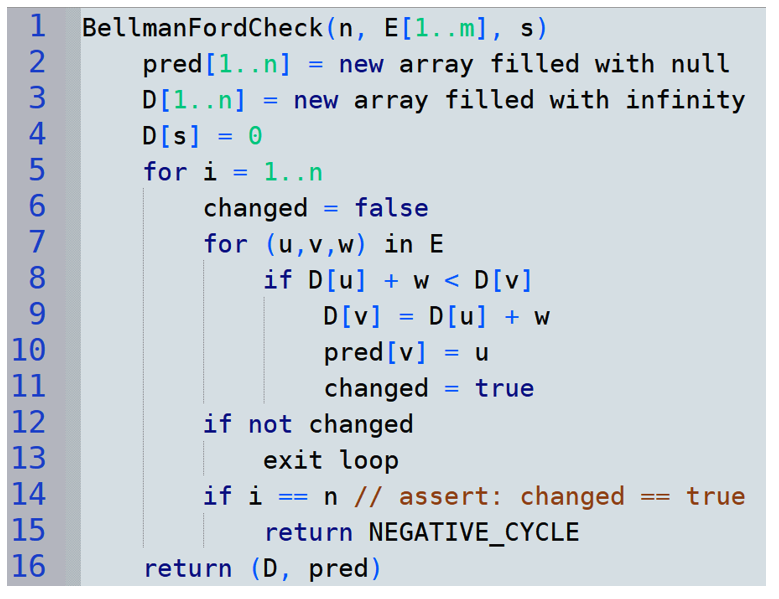 1 BellmanFordCheck(n, E[1..m], s)
2     pred[1..n] = new array filled with null
3     D[1..n] = new array filled with infinity
4     D[s] = 0
5     for i = 1..n
6         changed = false
7         for (u,v,w) in E
8             if D[u] + w < D[v]
9                 D[v] = D[u] + w
10                 pred[v] = u
11                 changed = true
12         if not changed
13             exit loop
14         if i == n // assert: changed == true
15             return NEGATIVE_CYCLE
16     return (D, pred)